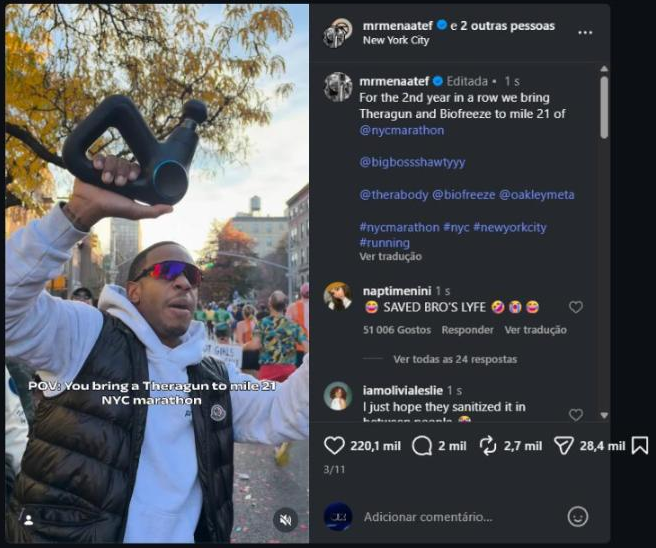 mrmenaatef e 2 outras pessoas
New York City
mrmenaatef Editada • 1 s
For the 2nd year in a row we bring
Theragun and Biofreeze to mile 21 of
@nycmarathon
@bigbossshawtyyy
@therabody @biofreeze @oakleymeta
#nycmarathon #nyc #newyorkcity
#running
Ver tradução
naptimenini 1 s
😂 SAVED BRO'S LYFE 🤣😭😂
51 006 Gostos Responder Ver tradução
Ver todas as 24 respostas
iamolivialeslie 1 s
I just hope they sanitized it in
between people
220,1 mil 2 mil 2,7 mil 28,4 mil
3/11
Adicionar comentário...
POV: You bring a Theragun to mile 21
NYC marathon